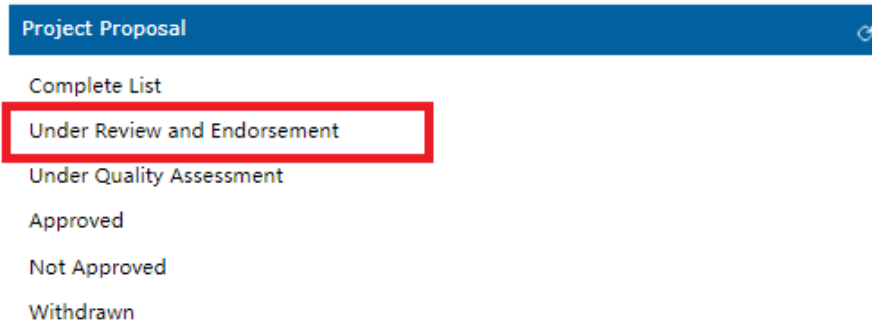 Project Proposal
Complete List
Under Review and Endorsement
Under Quality Assessment
Approved
Not Approved
Withdrawn